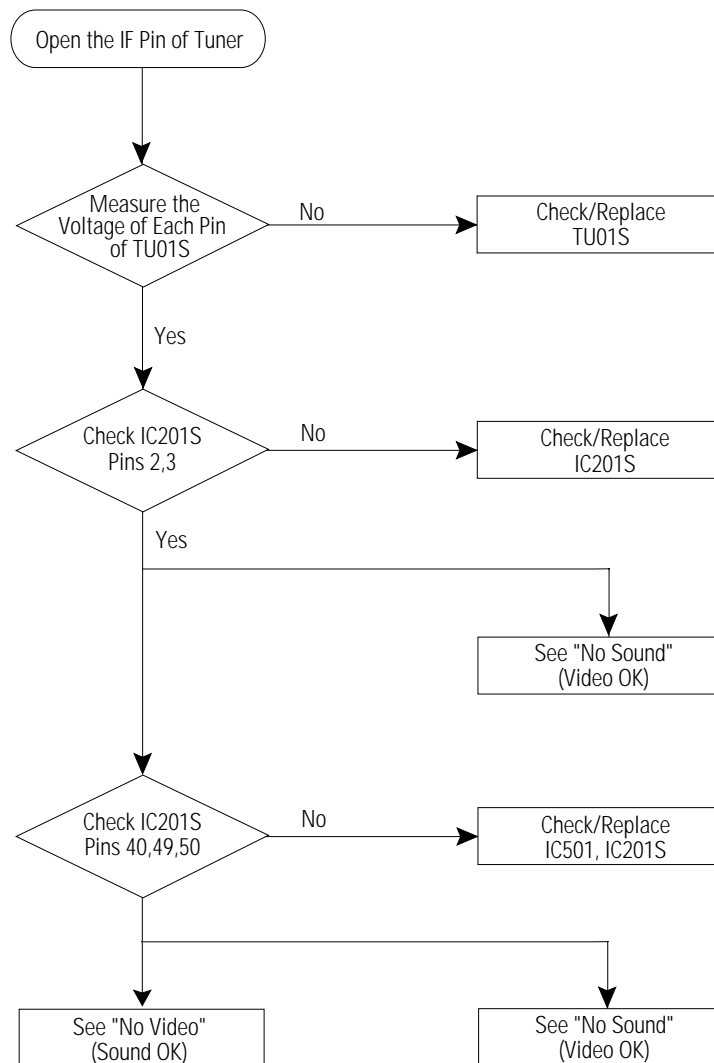 Open the IF Pin of Tuner
Measure the
Voltage of Each Pin
of TU01S
No
Check/Replace
TU01S
Yes
Check IC201S
Pins 2,3
No
Check/Replace
IC201S
Yes
See "No Sound"
(Video OK)
Check IC201S
Pins 40,49,50
No
Check/Replace
IC501, IC201S
See "No Video"
(Sound OK)
See "No Sound"
(Video OK)